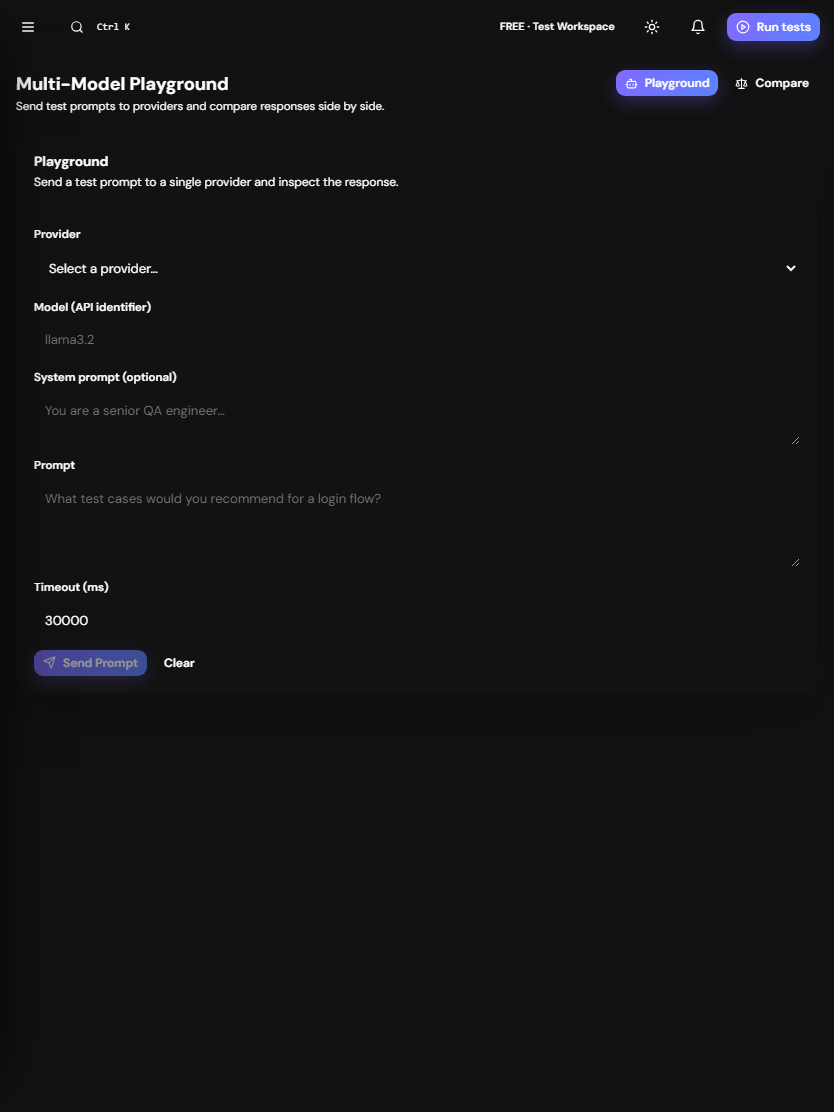 Ctrl K
FREE · Test Workspace
Run tests
Multi-Model Playground
Send test prompts to providers and compare responses side by side.
Playground
Compare
Playground
Send a test prompt to a single provider and inspect the response.
Provider
Select a provider…
Model (API identifier)
llama3.2
System prompt (optional)
You are a senior QA engineer…
Prompt
What test cases would you recommend for a login flow?
Timeout (ms)
30000
Send Prompt
Clear